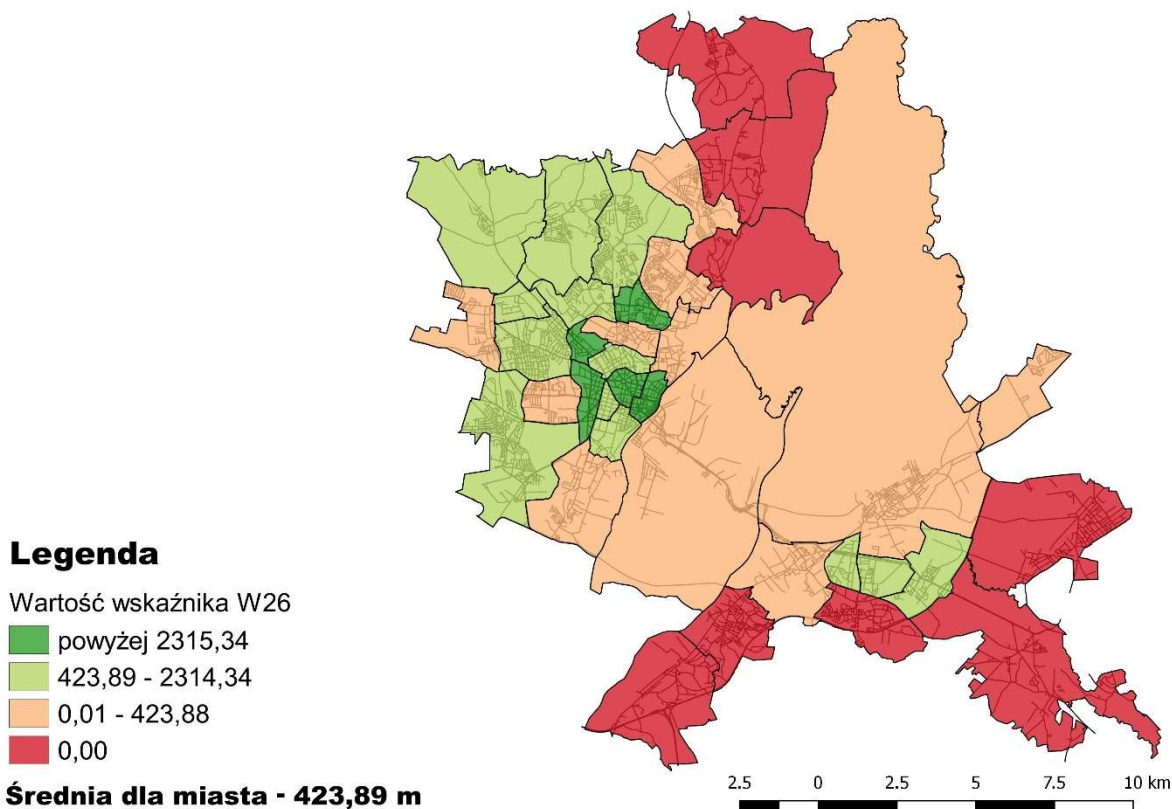 Legenda
Wartość wskaźnika W26
powyżej 2315,34
423,89 - 2314,34
0,01 - 423,88
0,00
Średnia dla miasta - 423,89 m
2.5 0 2.5 5 7.5 10 km